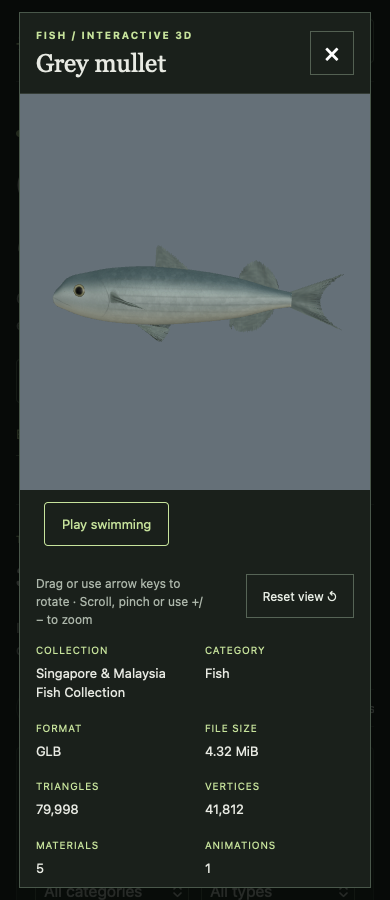 FISH / INTERACTIVE 3D
Grey mullet
×
Play swimming
Drag or use arrow keys to
rotate · Scroll, pinch or use +/
− to zoom
Reset view ↺
COLLECTION
Singapore & Malaysia
Fish Collection
CATEGORY
Fish
FORMAT
GLB
FILE SIZE
4.32 MiB
TRIANGLES
79,998
VERTICES
41,812
MATERIALS
5
ANIMATIONS
1
All categories
All types